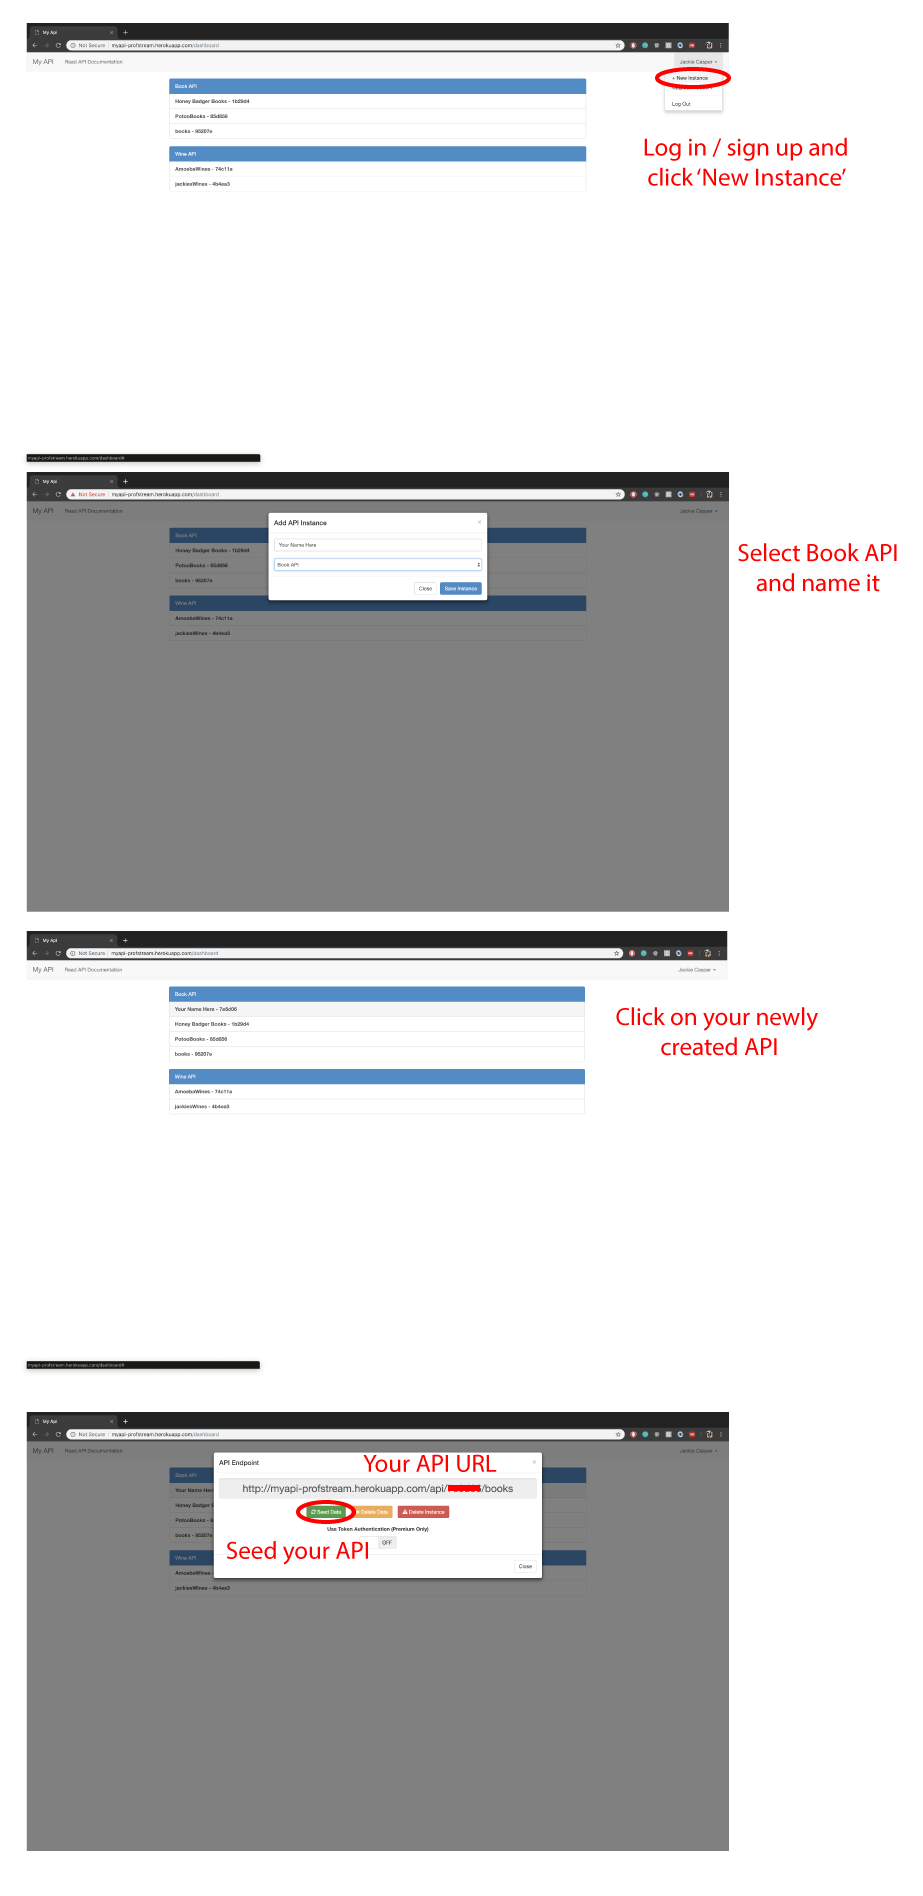 My Api
Not Secure | myapi-profstream.herokuapp.com/dashboard
My API Read API Documentation Jackie Casper
+ New Instance
Log Out
Book API
Honey Badger Books - 1b29d4
PotooBooks - 85d858
books - 95207e
Wine API
AmoebaWines - 74c11a
jackiesWines - 4b4ea3
Log in / sign up and
click ‘New Instance’
myapi-profstream.herokuapp.com/dashboard#
My Api
Not Secure | myapi-profstream.herokuapp.com/dashboard
My API Read API Documentation Jackie Casper
Book API
Honey Badger Books - 1b29d4
PotooBooks - 85d858
books - 95207e
Wine API
AmoebaWines - 74c11a
jackiesWines - 4b4ea3
Add API Instance
Your Name Here
Book API
Close Save Instance
Select Book API
and name it
My Api
Not Secure | myapi-profstream.herokuapp.com/dashboard
My API Read API Documentation Jackie Casper
Book API
Your Name Here - 7e6d06
Honey Badger Books - 1b29d4
PotooBooks - 85d858
books - 95207e
Wine API
AmoebaWines - 74c11a
jackiesWines - 4b4ea3
Click on your newly
created API
myapi-profstream.herokuapp.com/dashboard#
My Api
Not Secure | myapi-profstream.herokuapp.com/dashboard
My API Read API Documentation Jackie Casper
Book API
Your Name Her
Honey Badger
PotooBooks
books - 95207e
Wine API
AmoebaWines
jackiesWines - 4b4ea3
API Endpoint
Your API URL
http://myapi-profstream.herokuapp.com/api/ /books
Seed Data Delete Data Delete Instance
Use Token Authentication (Premium Only)
OFF
Seed your API
Close